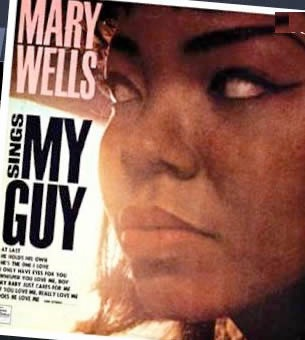 MARY
WELLS
SINGS
MY
GUY
AT LAST
HE HOLDS HIS OWN
HE'S THE ONE I LOVE
I ONLY HAVE EYES FOR YOU
WHISPER YOU LOVE ME, BOY
MY BABY JUST CARES FOR ME
YOU LOVE ME, REALLY LOVE ME
DOES HE LOVE ME